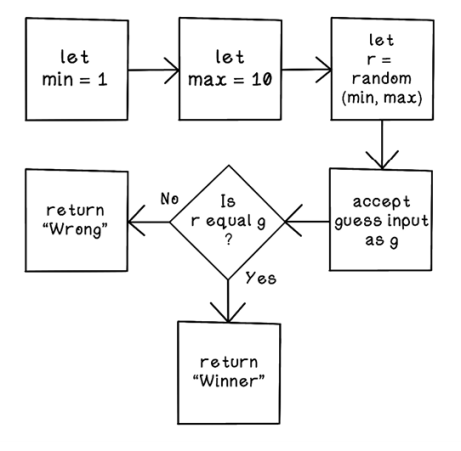 let
min = 1
let
max = 10
let
r =
random
(min, max)
return
“Wrong”
No
Is
r equal g
?
accept
guess input
as g
Yes
return
“Winner”